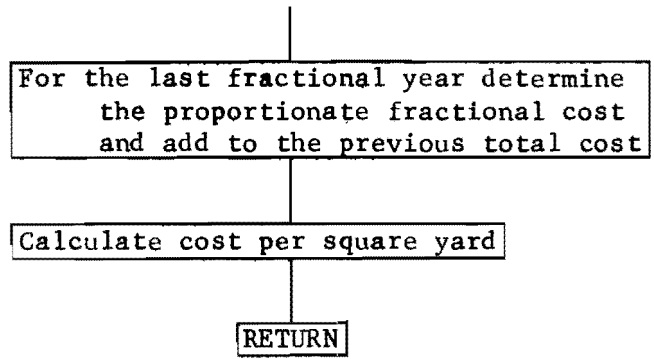 For the last fractional year determine
the proportionate fractional cost
and add to the previous total cost
Calculate cost per square yard
RETURN